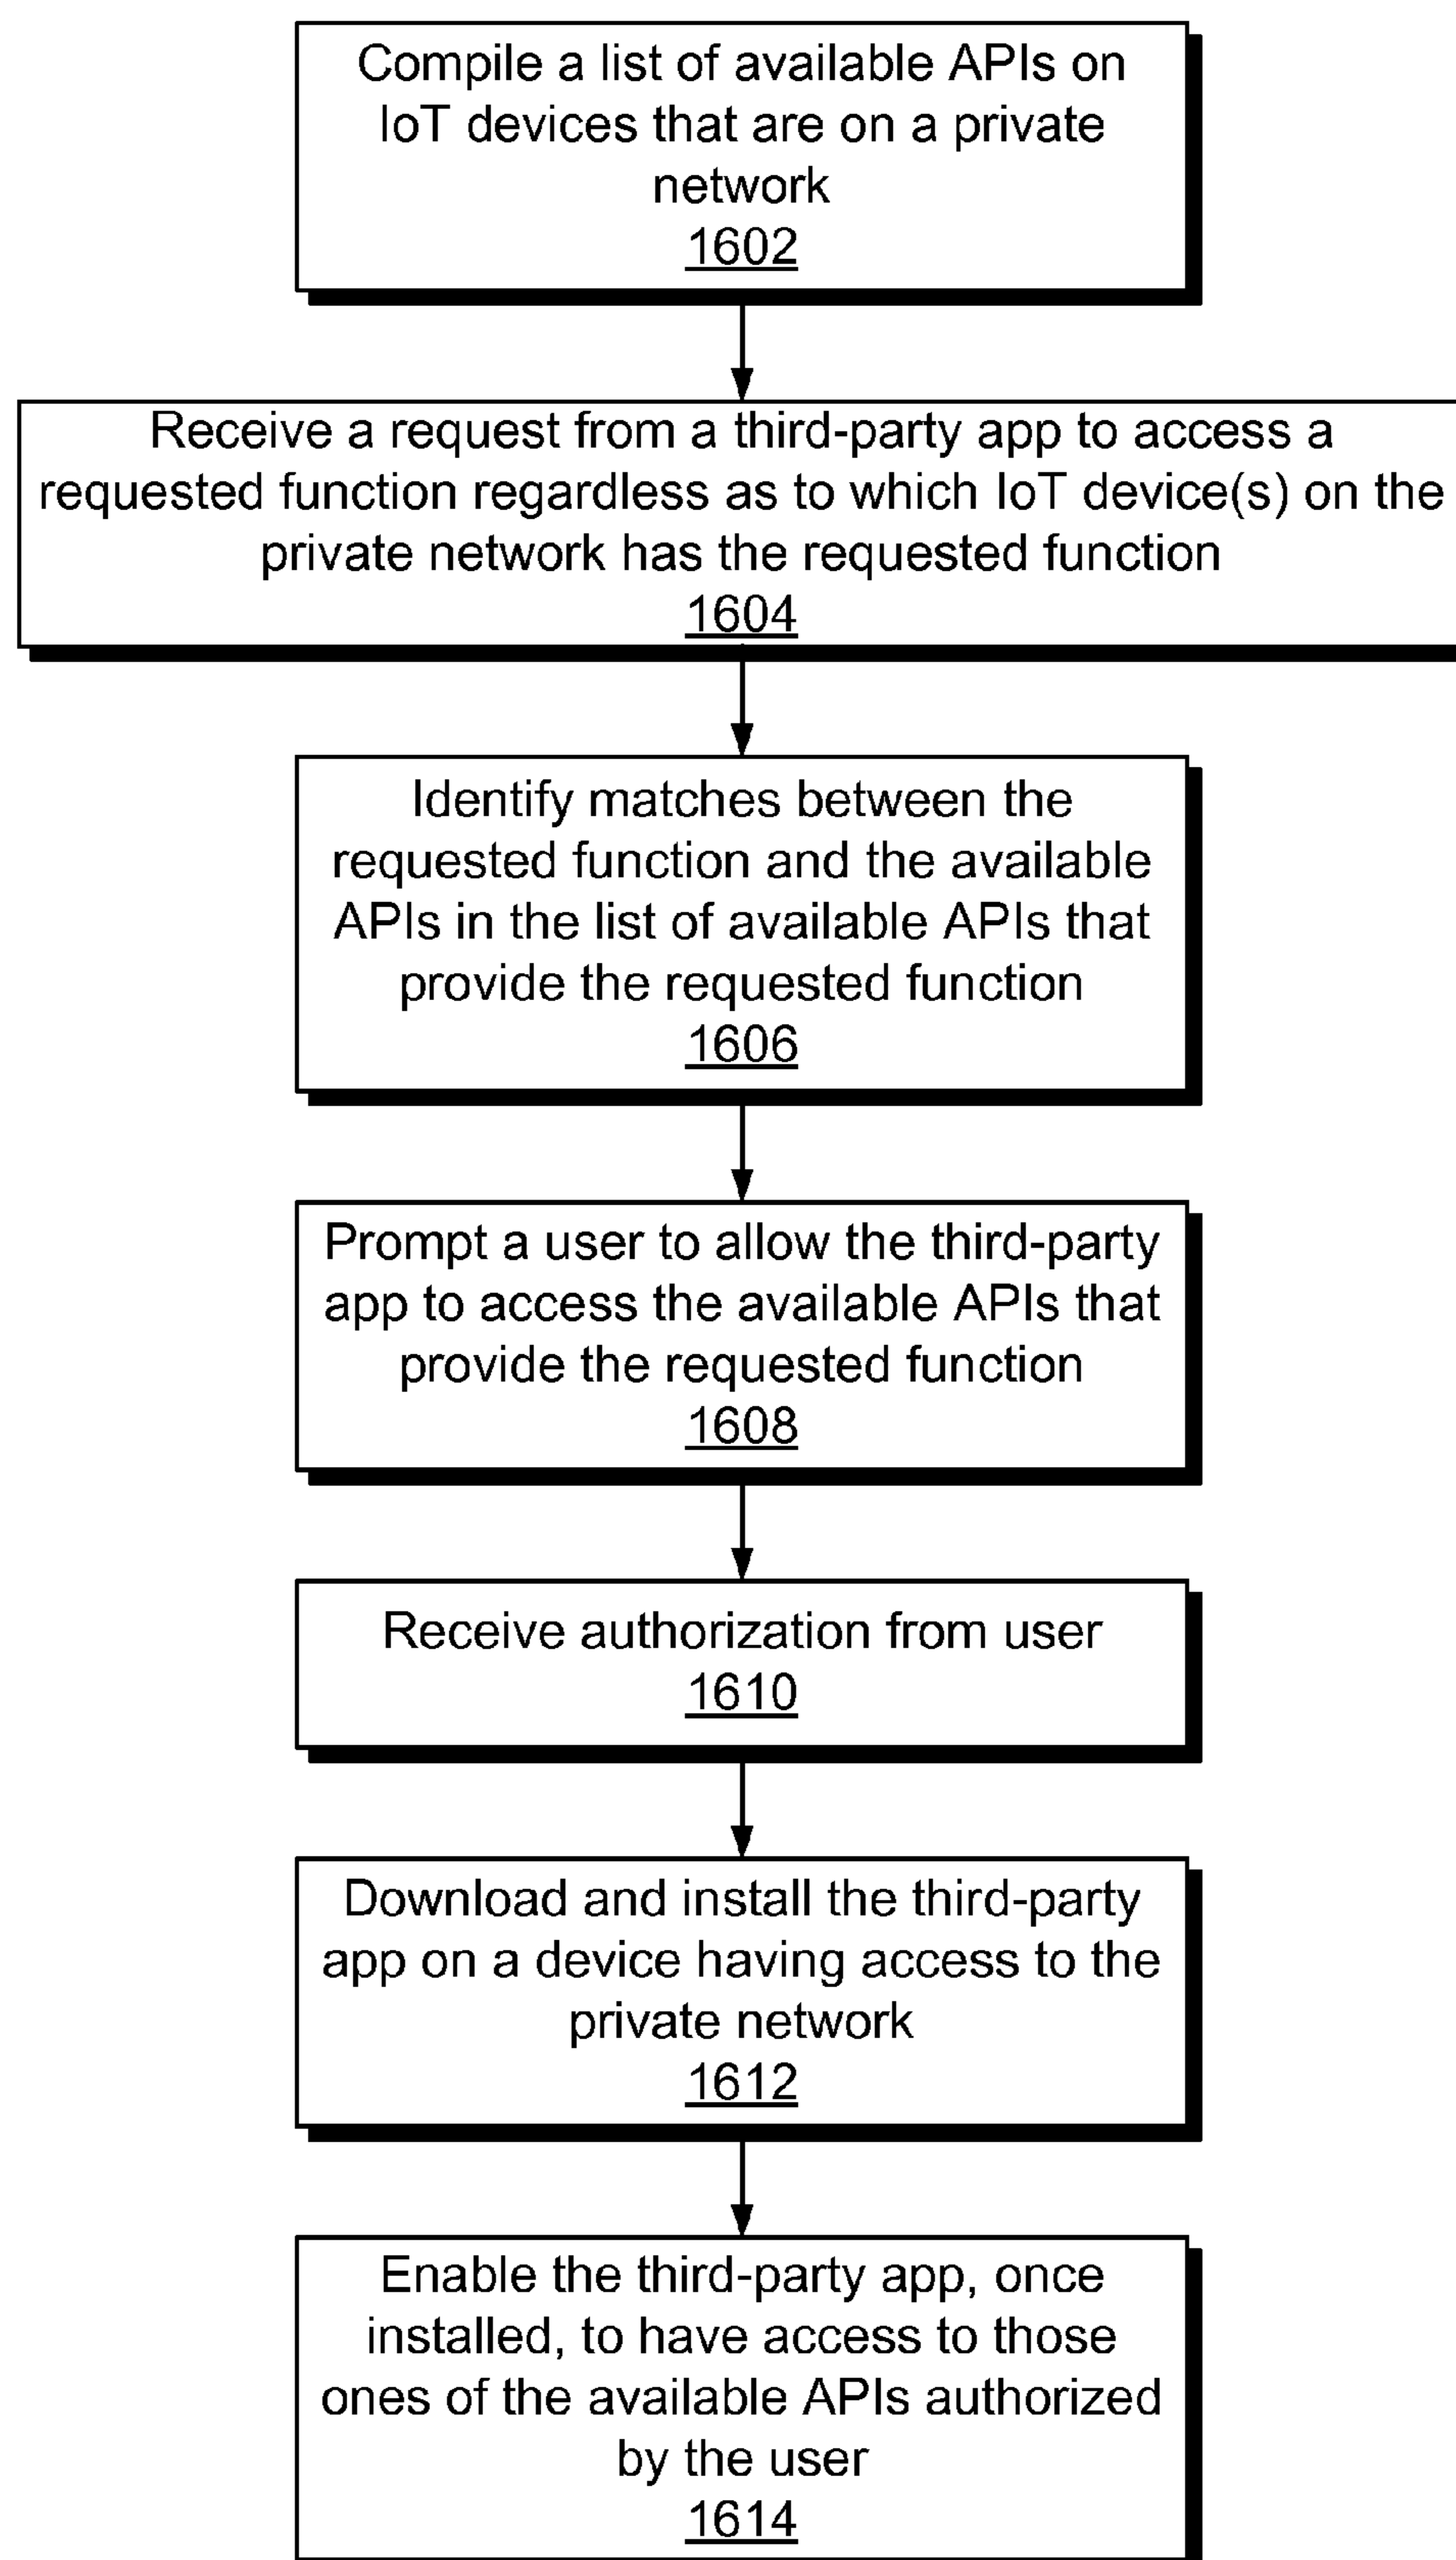 Compile a list of available APIs on
IoT devices that are on a private
network
1602
Receive a request from a third-party app to access a
requested function regardless as to which IoT device(s) on the
private network has the requested function
1604
Identify matches between the
requested function and the available
APIs in the list of available APIs that
provide the requested function
1606
Prompt a user to allow the third-party
app to access the available APIs that
provide the requested function
1608
Receive authorization from user
1610
Download and install the third-party
app on a device having access to the
private network
1612
Enable the third-party app, once
installed, to have access to those
ones of the available APIs authorized
by the user
1614